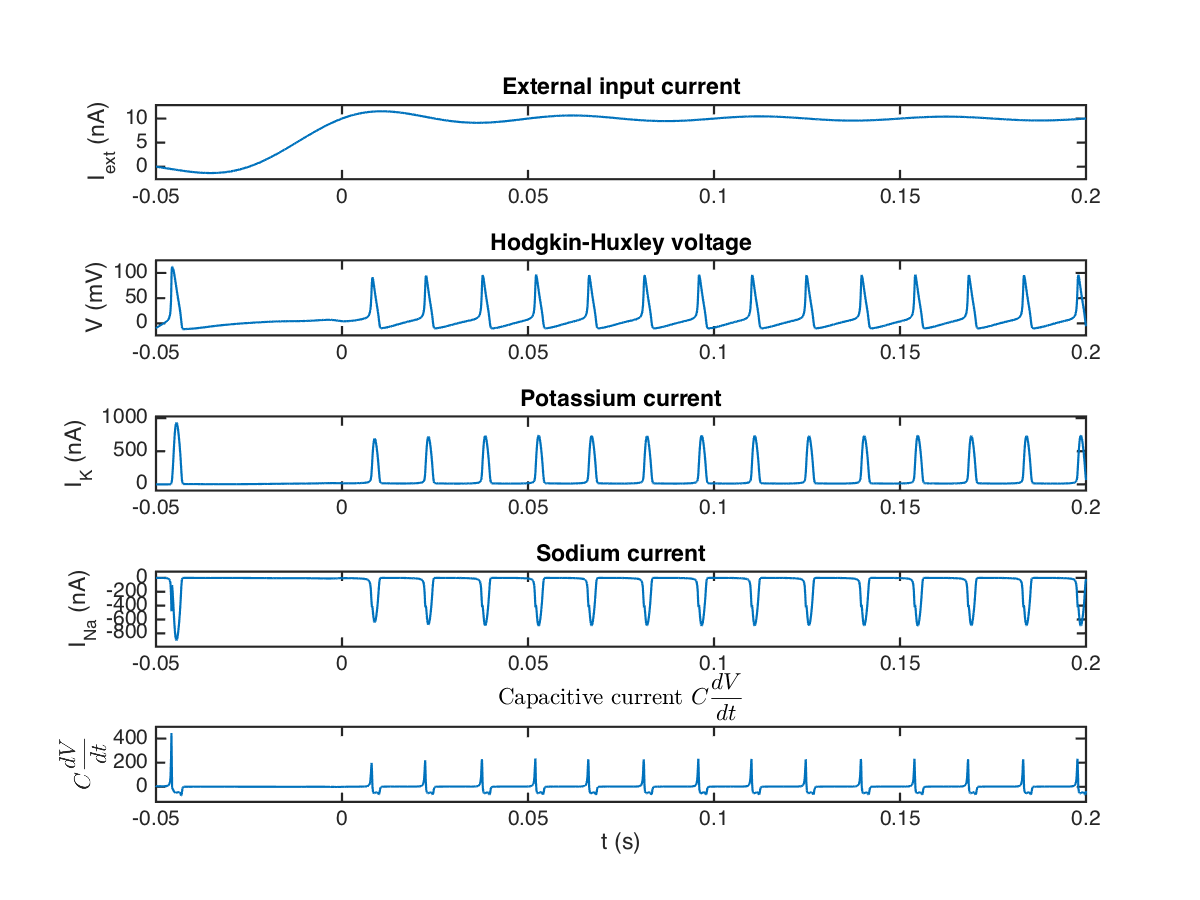 External input current
I_ext (nA)
10
5
0
-0.05 0 0.05 0.1 0.15 0.2
Hodgkin-Huxley voltage
V (mV)
100
50
0
-0.05 0 0.05 0.1 0.15 0.2
Potassium current
I_K (nA)
1000
500
0
-0.05 0 0.05 0.1 0.15 0.2
Sodium current
I_Na (nA)
0
-200
-400
-600
-800
-0.05 0 0.05 0.1 0.15 0.2
Capacitive current C dV/dt
C dV/dt
400
200
0
-0.05 0 0.05 0.1 0.15 0.2
t (s)